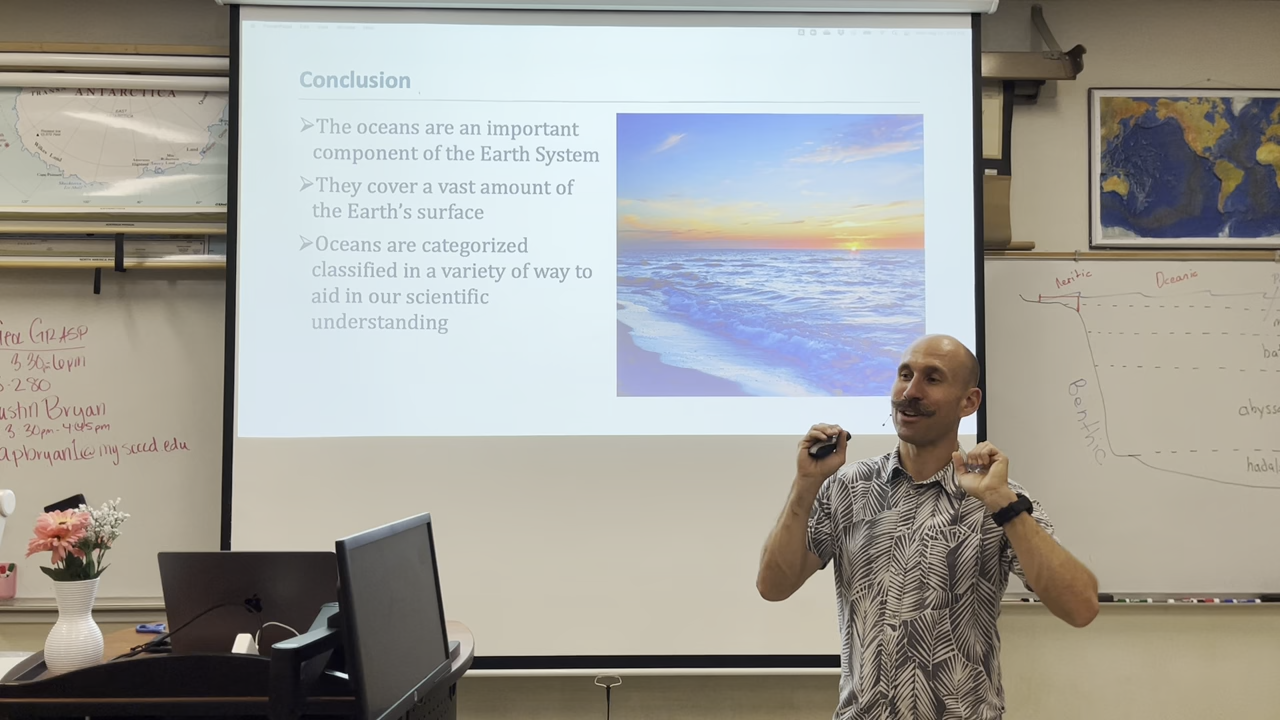 ANTARCTICA
Conclusion
➢The oceans are an important
component of the Earth System
➢They cover a vast amount of
the Earth's surface
➢Oceans are categorized
classified in a variety of way to
aid in our scientific
understanding
GRASP
3:30-6pm
280
ustin Bryan
3 30pm-4:45pm
apbryan1@my.scccd.edu
Neritic
Oceanic
Benthic
ba
abyss
hadal